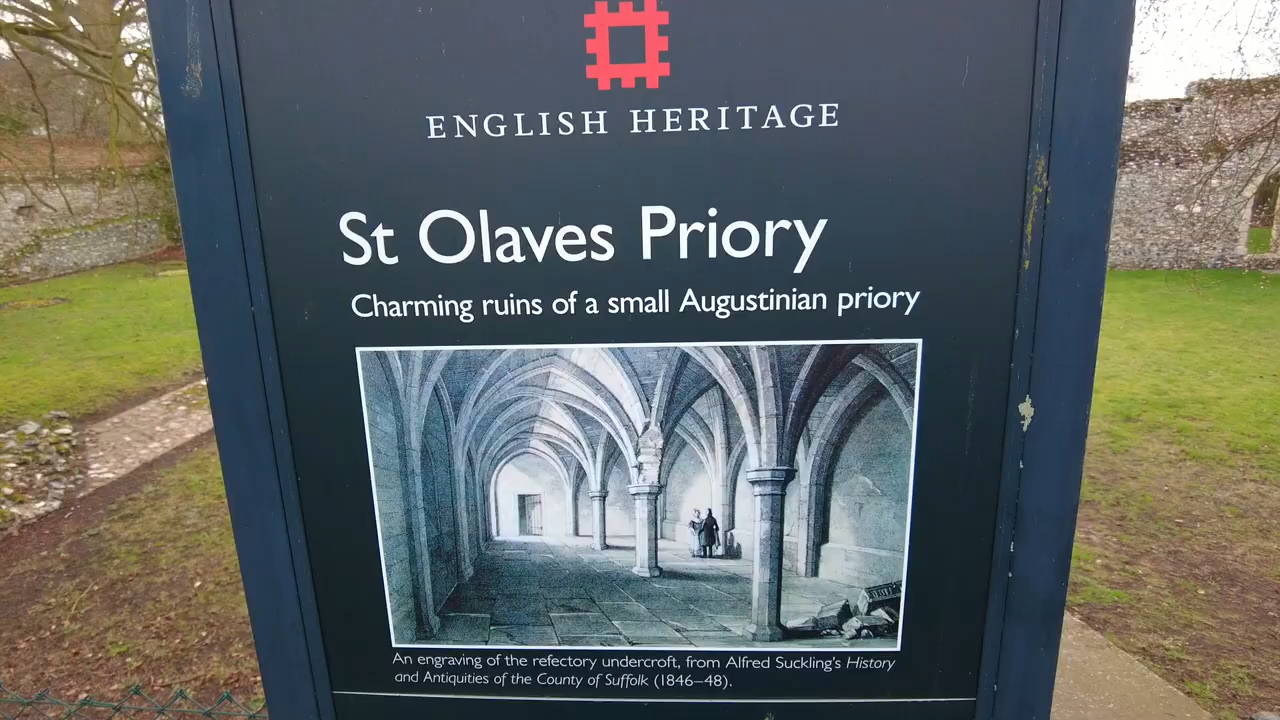 ENGLISH HERITAGE
St Olaves Priory
Charming ruins of a small Augustinian priory
An engraving of the refectory undercroft, from Alfred Suckling's History
and Antiquities of the County of Suffolk (1846–48).